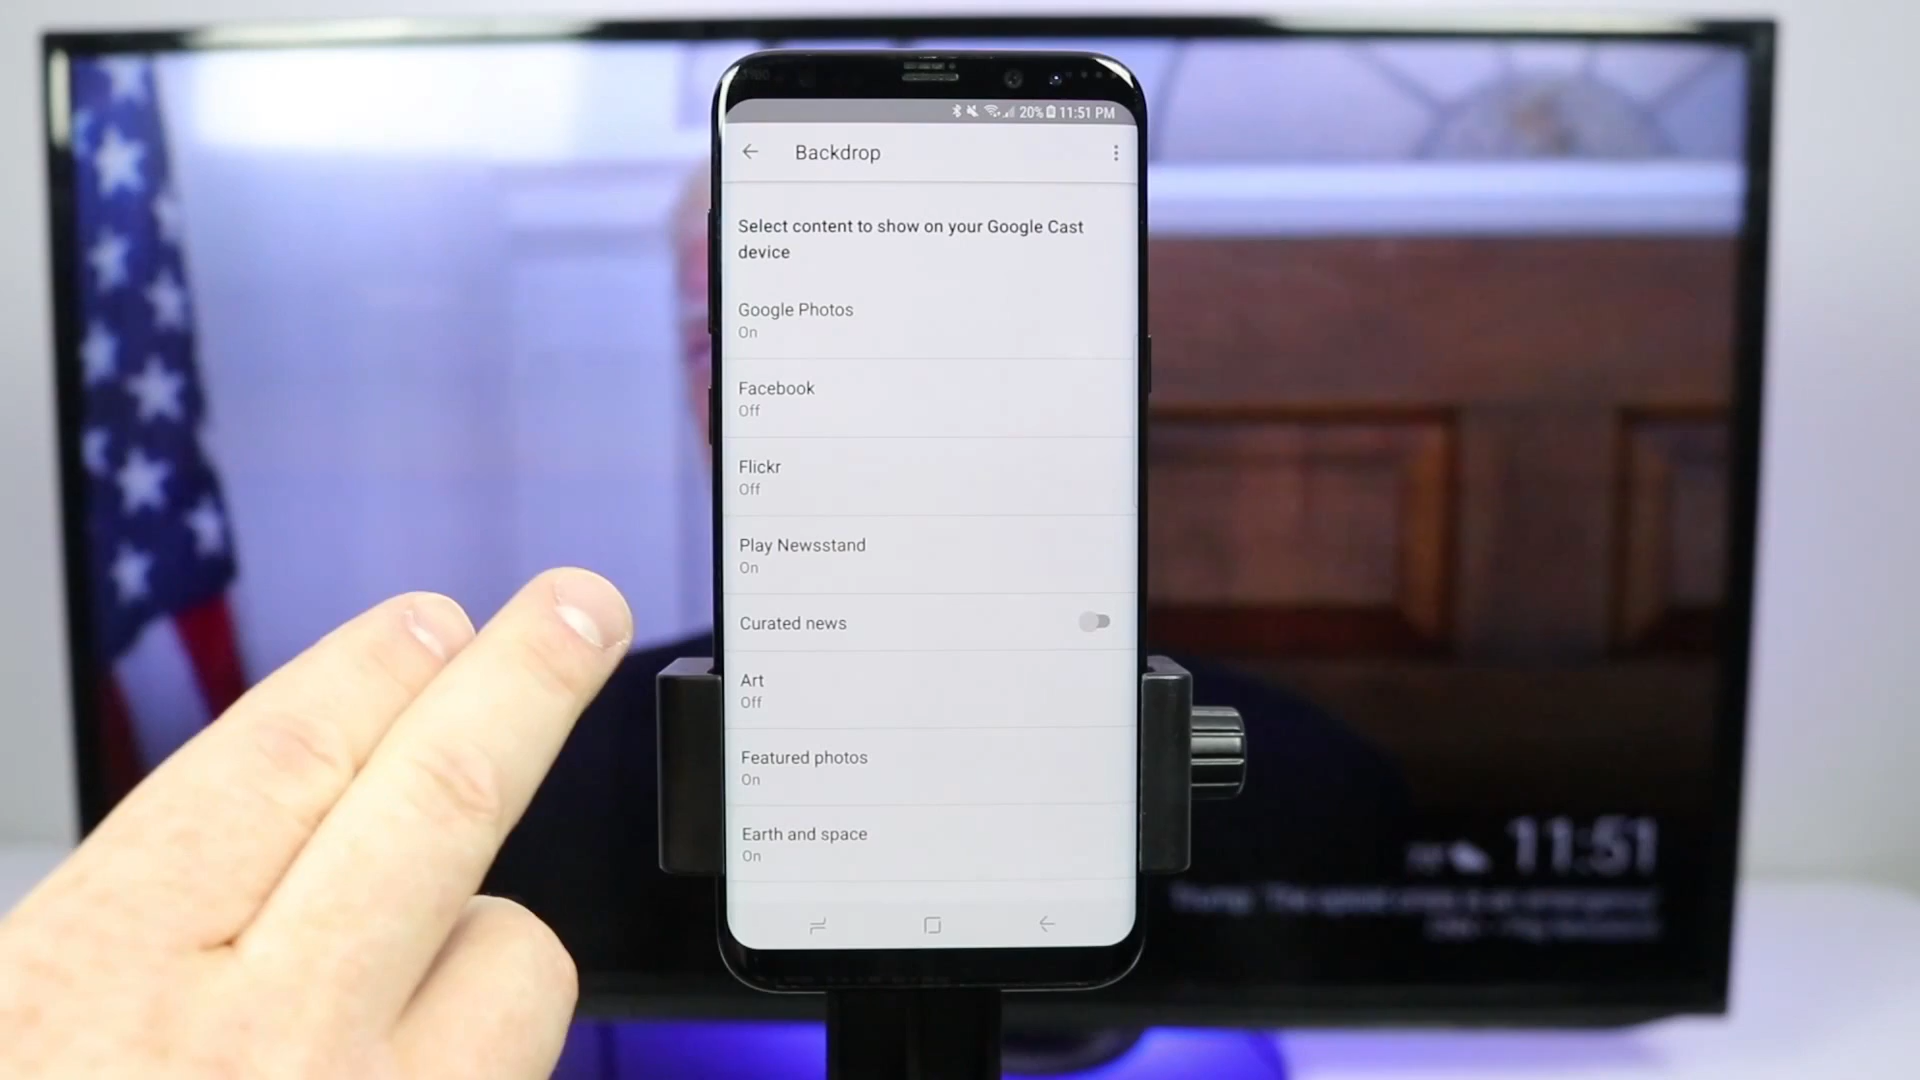 20% 11:51 PM
Backdrop
Select content to show on your Google Cast
device
Google Photos
On
Facebook
Off
Flickr
Off
Play Newsstand
On
Curated news
Art
Off
Featured photos
On
Earth and space
On
11:51